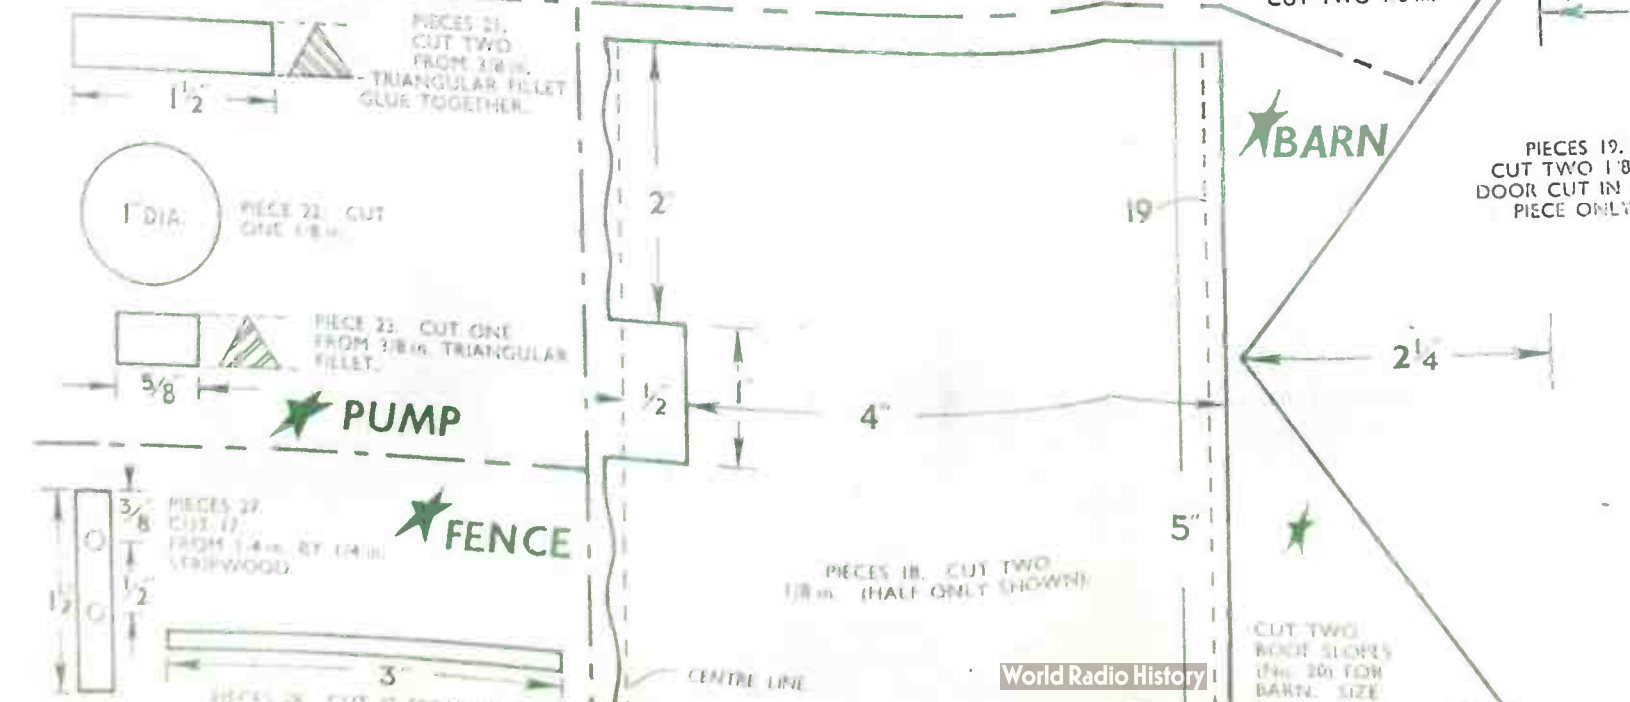 CUT TWO
PIECES 21.
CUT TWO
FROM 3/8 in.
TRIANGULAR FILLET
GLUE TOGETHER.
1½"
1" DIA.
PIECE 22. CUT
ONE 1/8 in.
PIECE 23. CUT ONE
FROM 3/8 in. TRIANGULAR
FILLET.
5/8"
PUMP
FENCE
3/8"
PIECES 27.
CUT 17.
FROM 1/4 in. BY 1/4 in.
STRIPWOOD.
1½"
½"
3"
2"
½"
4"
19
5"
PIECES 18. CUT TWO
1/8 in. (HALF ONLY SHOWN)
CENTRE LINE
BARN
2¼"
PIECES 19.
CUT TWO 1/8
DOOR CUT IN
PIECE ONLY
CUT TWO
ROOF SLOPES
(No. 20) FOR
BARN. SIZE
World Radio History